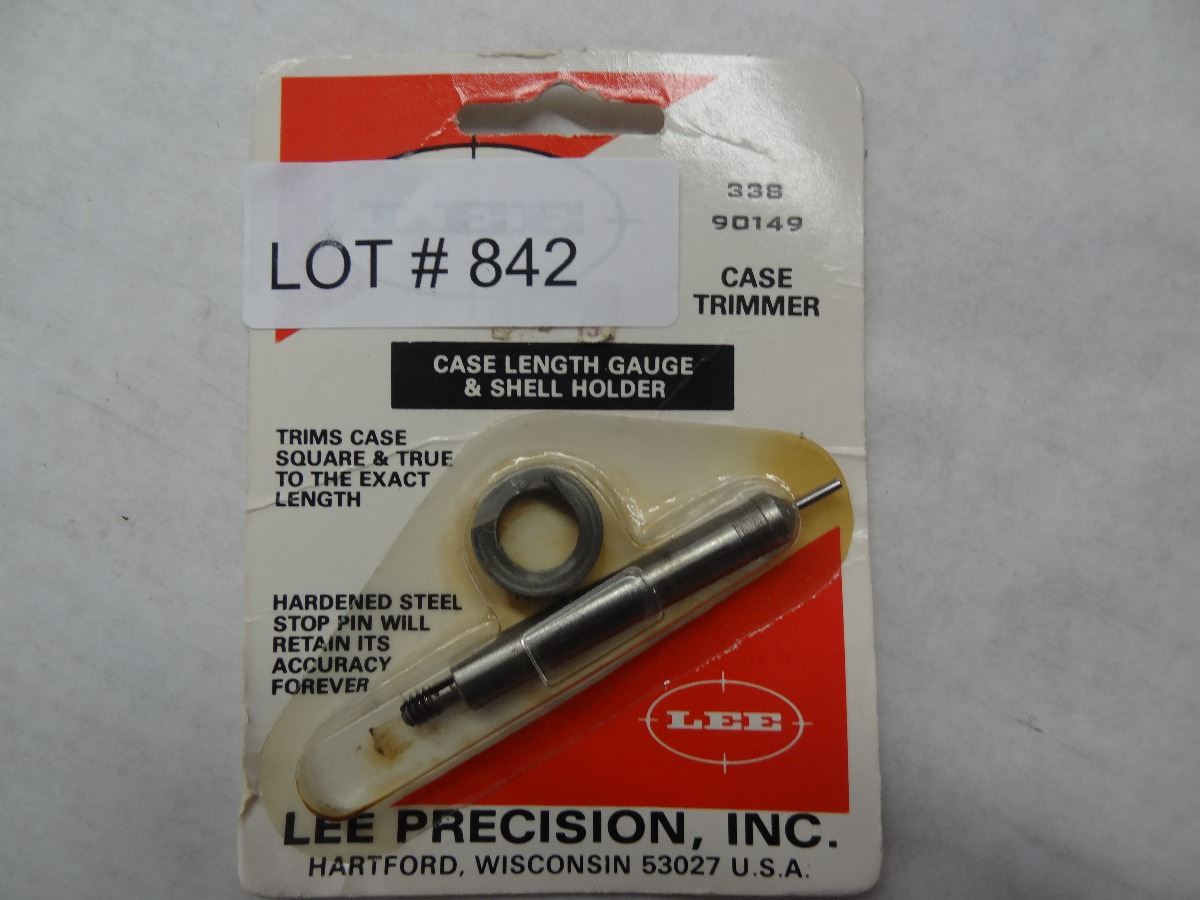 LOT # 842
338
90149
CASE
TRIMMER
CASE LENGTH GAUGE
& SHELL HOLDER
TRIMS CASE
SQUARE & TRUE
TO THE EXACT
LENGTH
HARDENED STEEL
STOP PIN WILL
RETAIN ITS
ACCURACY
FOREVER
LEE
LEE PRECISION, INC.
HARTFORD, WISCONSIN 53027 U.S.A.